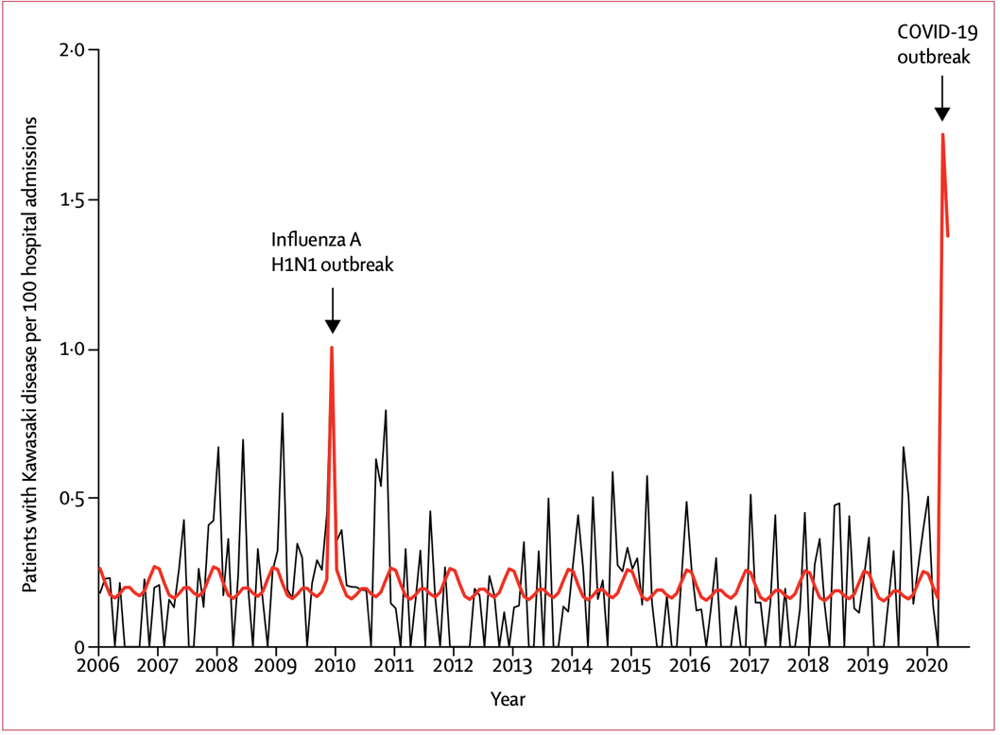 COVID-19
outbreak
2·0
1·5
1·0
0·5
0
Influenza A
H1N1 outbreak
Patients with Kawasaki disease per 100 hospital admissions
2006 2007 2008 2009 2010 2011 2012 2013 2014 2015 2016 2017 2018 2019 2020
Year